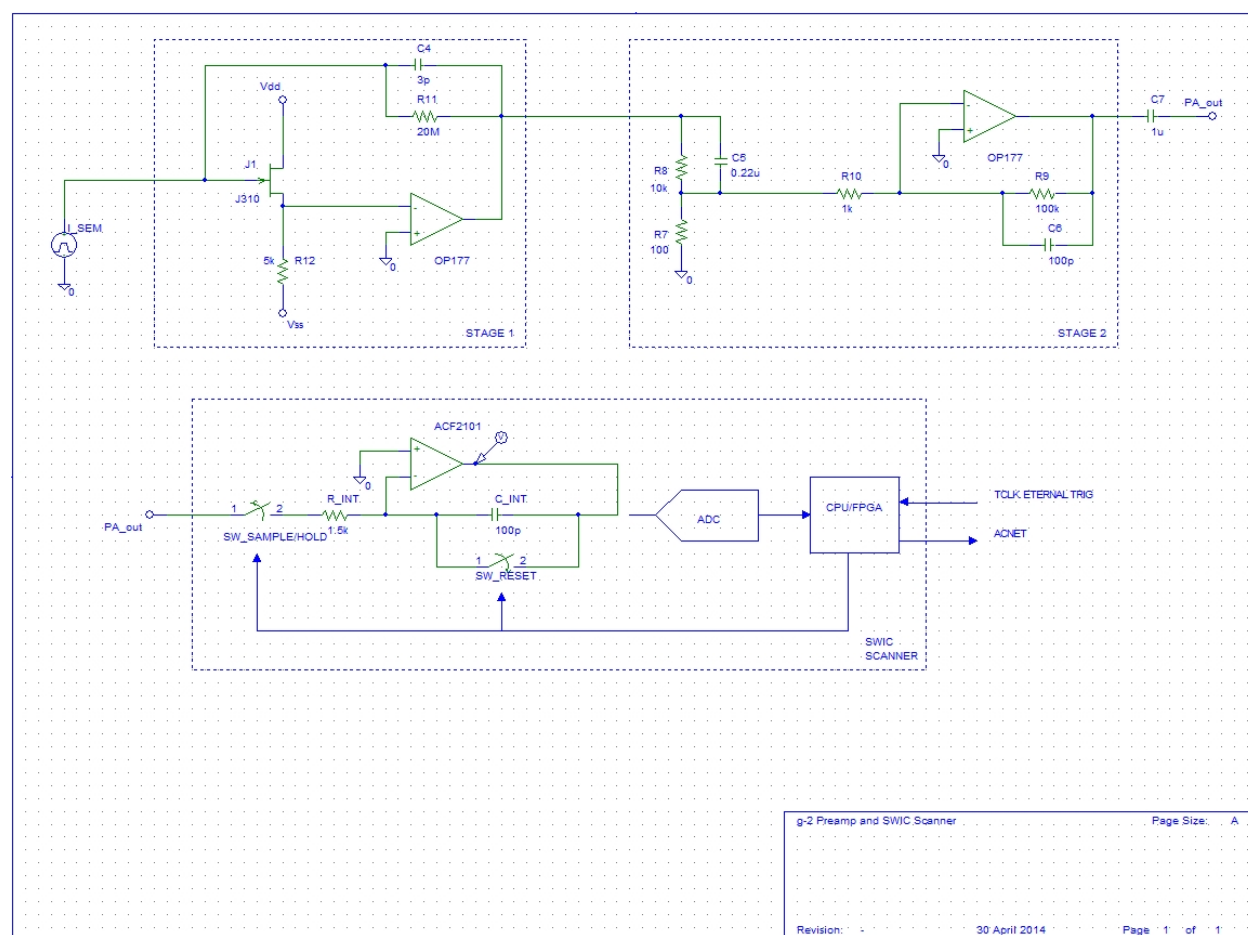 C4
3p
R11
20M
Vdd
J1
J310
I_SEM
0
5k
R12
Vss
-
+
0
OP177
STAGE 1
R8
10k
C5
0.22u
R7
100
0
R10
1k
-
+
0
OP177
R9
100k
C6
100p
C7
1u
PA_out
STAGE 2
PA_out
1
2
SW_SAMPLE/HOLD
R_INT
1.5k
ACF2101
+
-
0
V
C_INT
100p
1
2
SW_RESET
ADC
CPU/FPGA
TCLK ETERNAL TRIG
ACNET
SWIC
SCANNER
g-2 Preamp and SWIC Scanner
Page Size: A
Revision: -
30 April 2014
Page 1 of 1